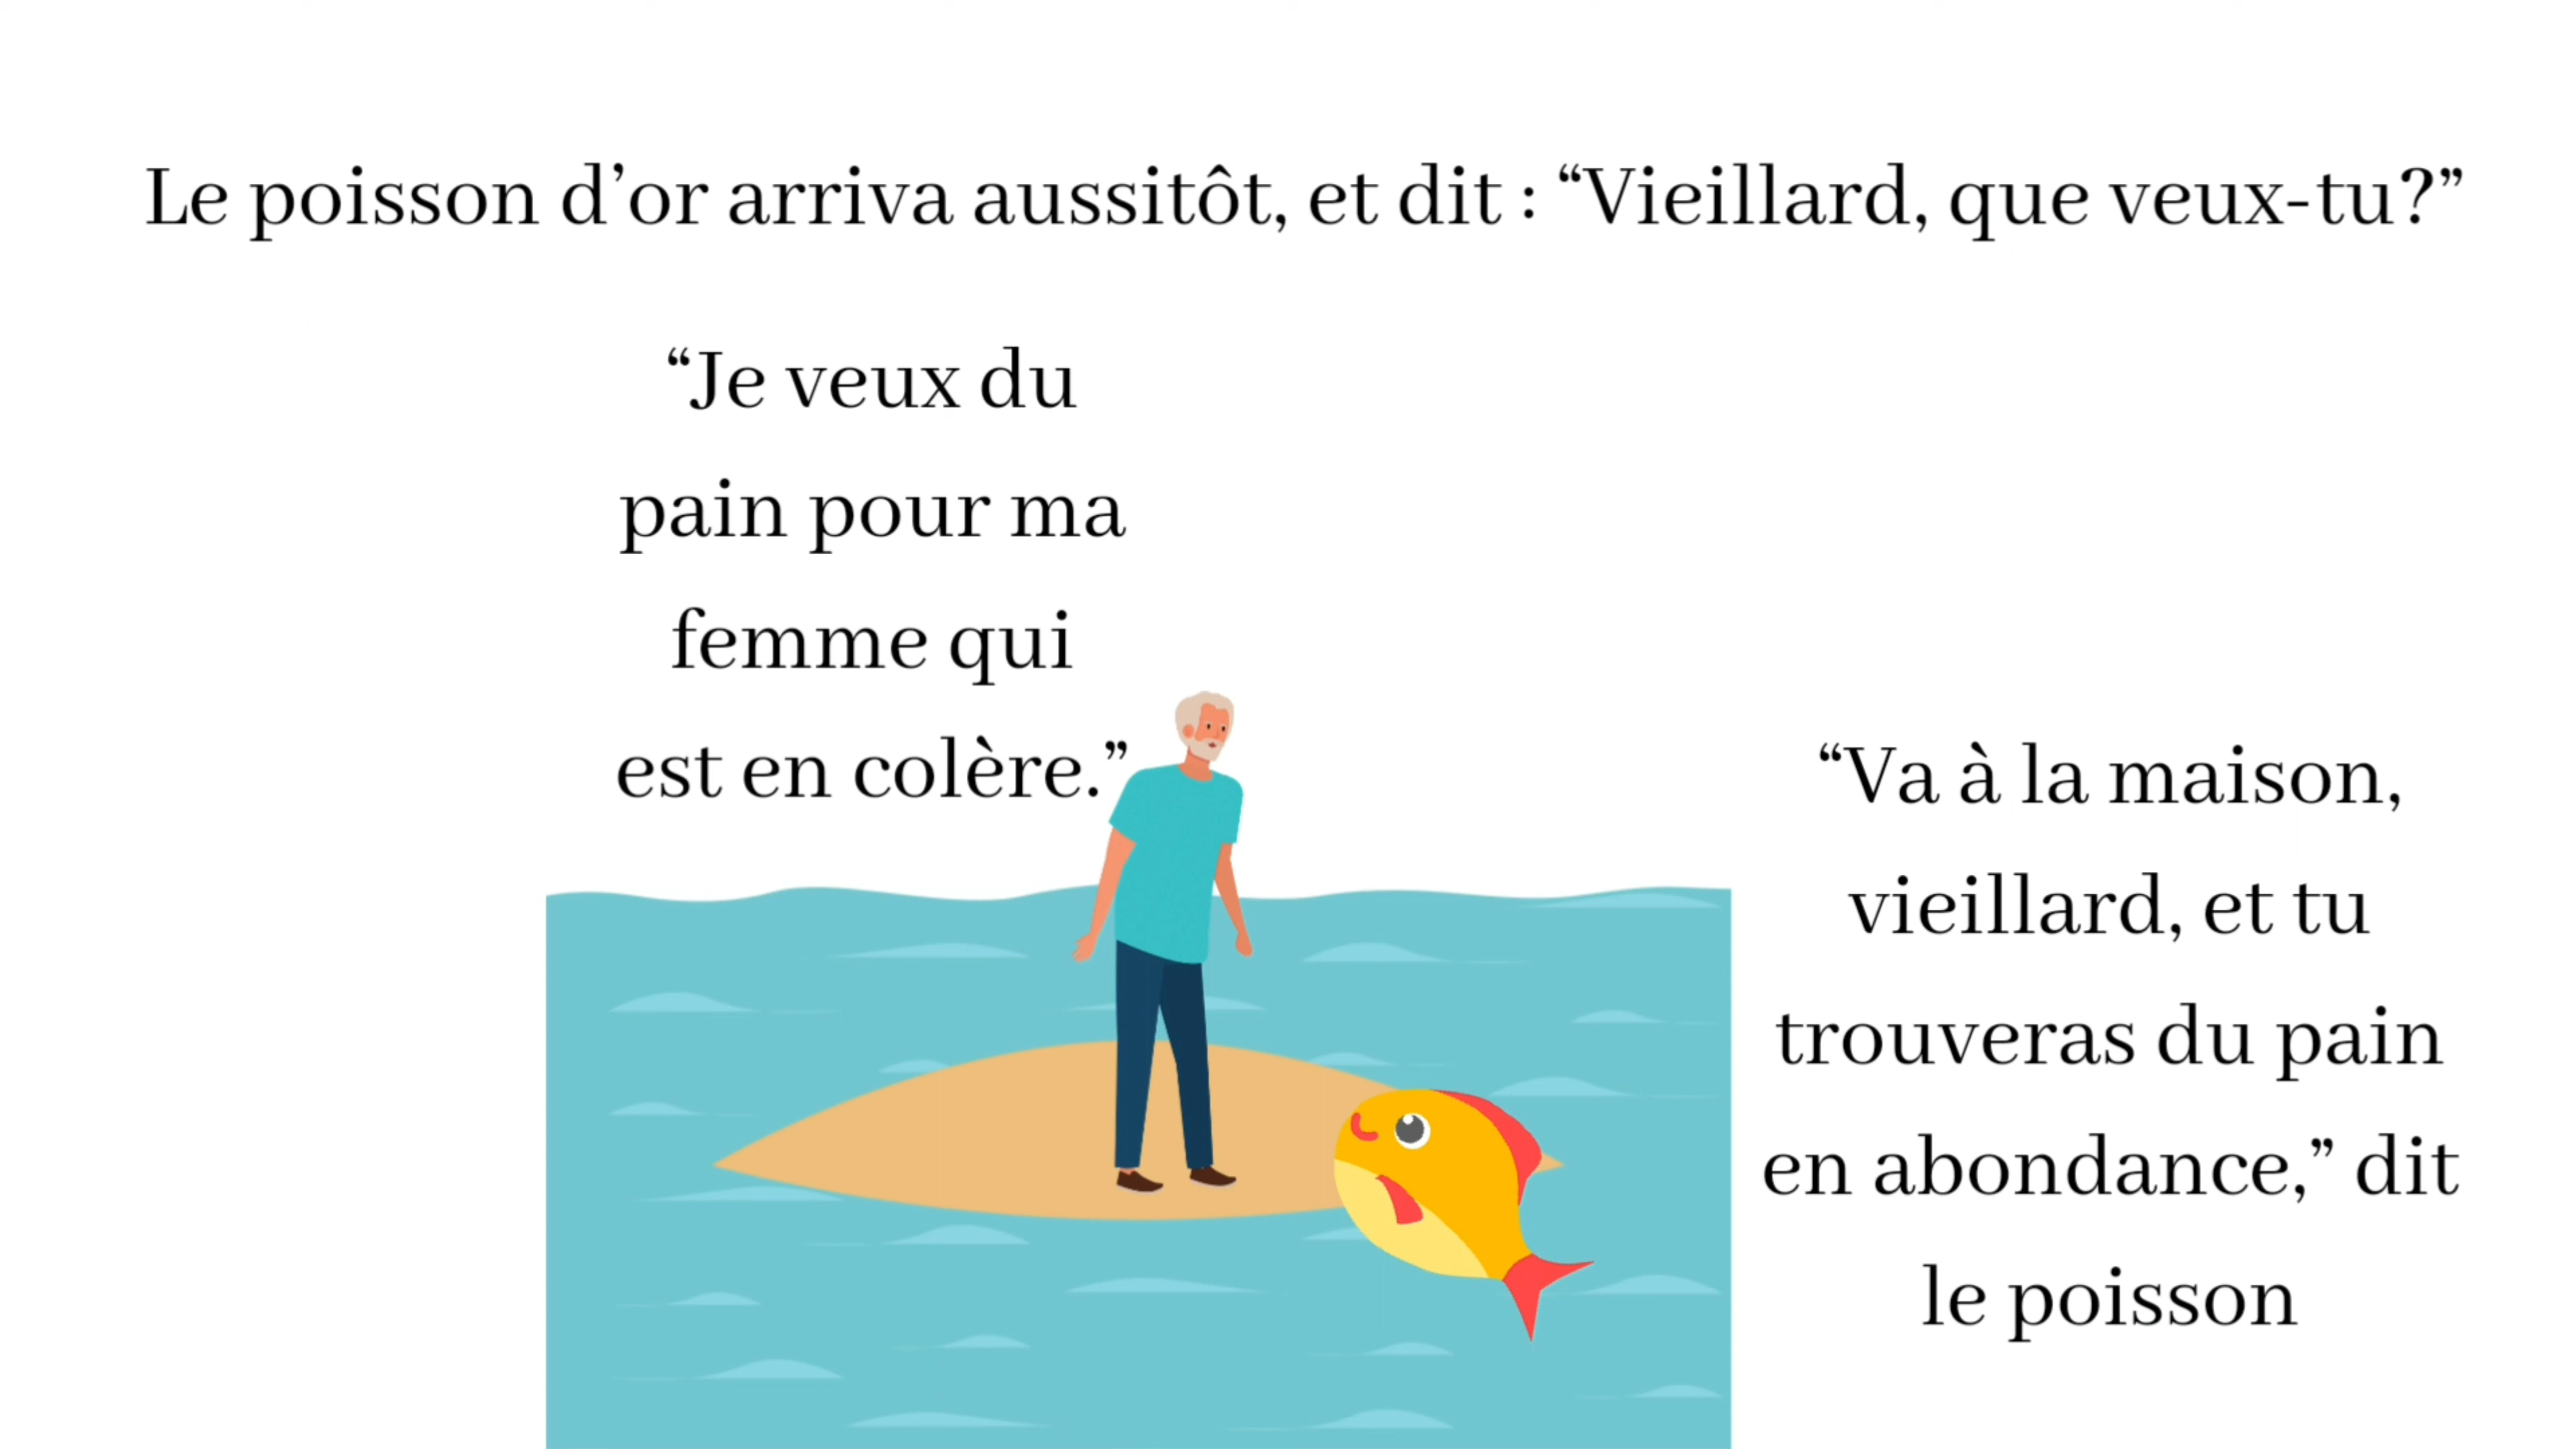 Le poisson d’or arriva aussitôt, et dit : “Vieillard, que veux-tu?”
“Je veux du
pain pour ma
femme qui
est en colère.”
“Va à la maison,
vieillard, et tu
trouveras du pain
en abondance,” dit
le poisson